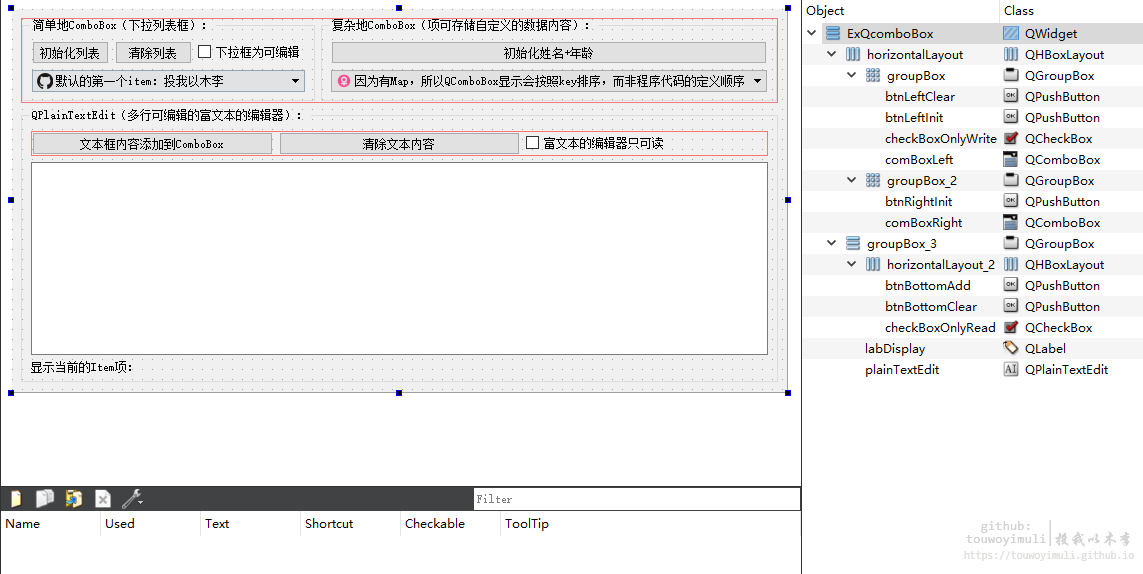 简单地ComboBox（下拉列表框）：
复杂地ComboBox（项可存储自定义的数据内容）：
初始化列表
清除列表
下拉框为可编辑
初始化姓名+年龄
默认的第一个item：投我以木李
因为有Map，所以QComboBox显示会按照key排序，而非程序代码的定义顺序
QPlainTextEdit（多行可编辑的富文本的编辑器）：
文本框内容添加到ComboBox
清除文本内容
富文本的编辑器只可读
显示当前的Item项：
Filter
Name Used Text Shortcut Checkable ToolTip
Object Class
ExQcomboBox QWidget
horizontalLayout QHBoxLayout
groupBox QGroupBox
btnLeftClear QPushButton
btnLeftInit QPushButton
checkBoxOnlyWrite QCheckBox
comBoxLeft QComboBox
groupBox_2 QGroupBox
btnRightInit QPushButton
comBoxRight QComboBox
groupBox_3 QGroupBox
horizontalLayout_2 QHBoxLayout
btnBottomAdd QPushButton
btnBottomClear QPushButton
checkBoxOnlyRead QCheckBox
labDisplay QLabel
plainTextEdit QPlainTextEdit
github:
touwoyimuli
投我以木李
https://touwoyimuli.github.io